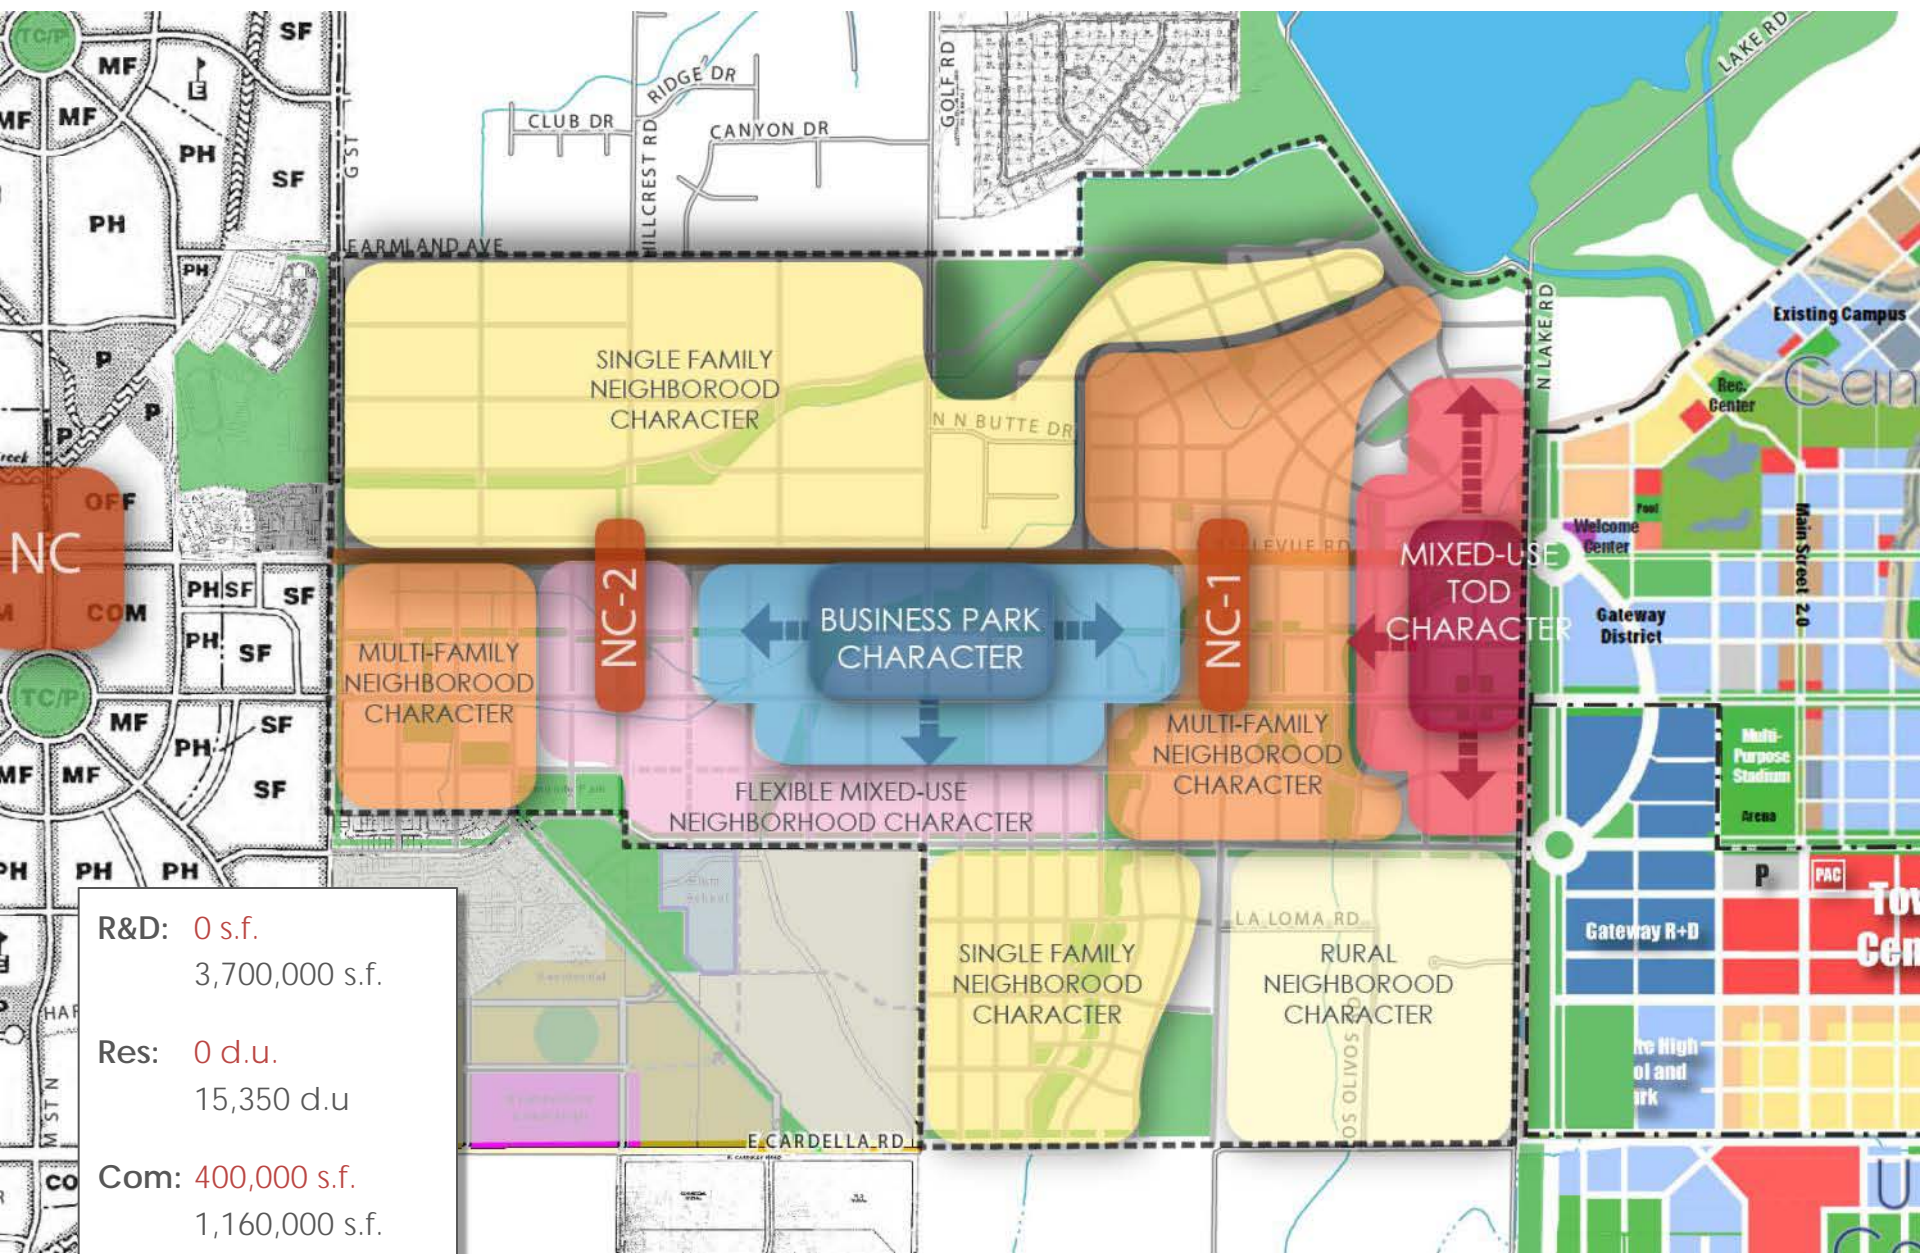 TC/P
SF
MF
E
MF
MF
PH
SF
PH
PH
G ST
CLUB DR
RIDGE DR
HILLCREST RD
CANYON DR
GOLF RD
LAKE RD
FARMLAND AVE
N LAKE RD
Existing Campus
P
P
P
OFF
NC
COM
PH SF
SF
PH
SF
TC/P
MF
SF
PH
MF
MF
SF
PH
PH
PH
SINGLE FAMILY
NEIGHBOROOD
CHARACTER
N N BUTTE DR
Rec.
Center
Pool
Welcome
Center
Main Street 2.0
Gateway
District
MULTI-FAMILY
NEIGHBOROOD
CHARACTER
NC-2
BUSINESS PARK
CHARACTER
NC-1
MIXED-USE
TOD
CHARACTER
MULTI-FAMILY
NEIGHBOROOD
CHARACTER
FLEXIBLE MIXED-USE
NEIGHBORHOOD CHARACTER
Multi-
Purpose
Stadium
Arena
P
PAC
Gateway R+D
SINGLE FAMILY
NEIGHBOROOD
CHARACTER
LA LOMA RD
RURAL
NEIGHBOROOD
CHARACTER
E CARDELLA RD
M ST N
R&D: 0 s.f.
3,700,000 s.f.
Res: 0 d.u.
15,350 d.u
Com: 400,000 s.f.
1,160,000 s.f.